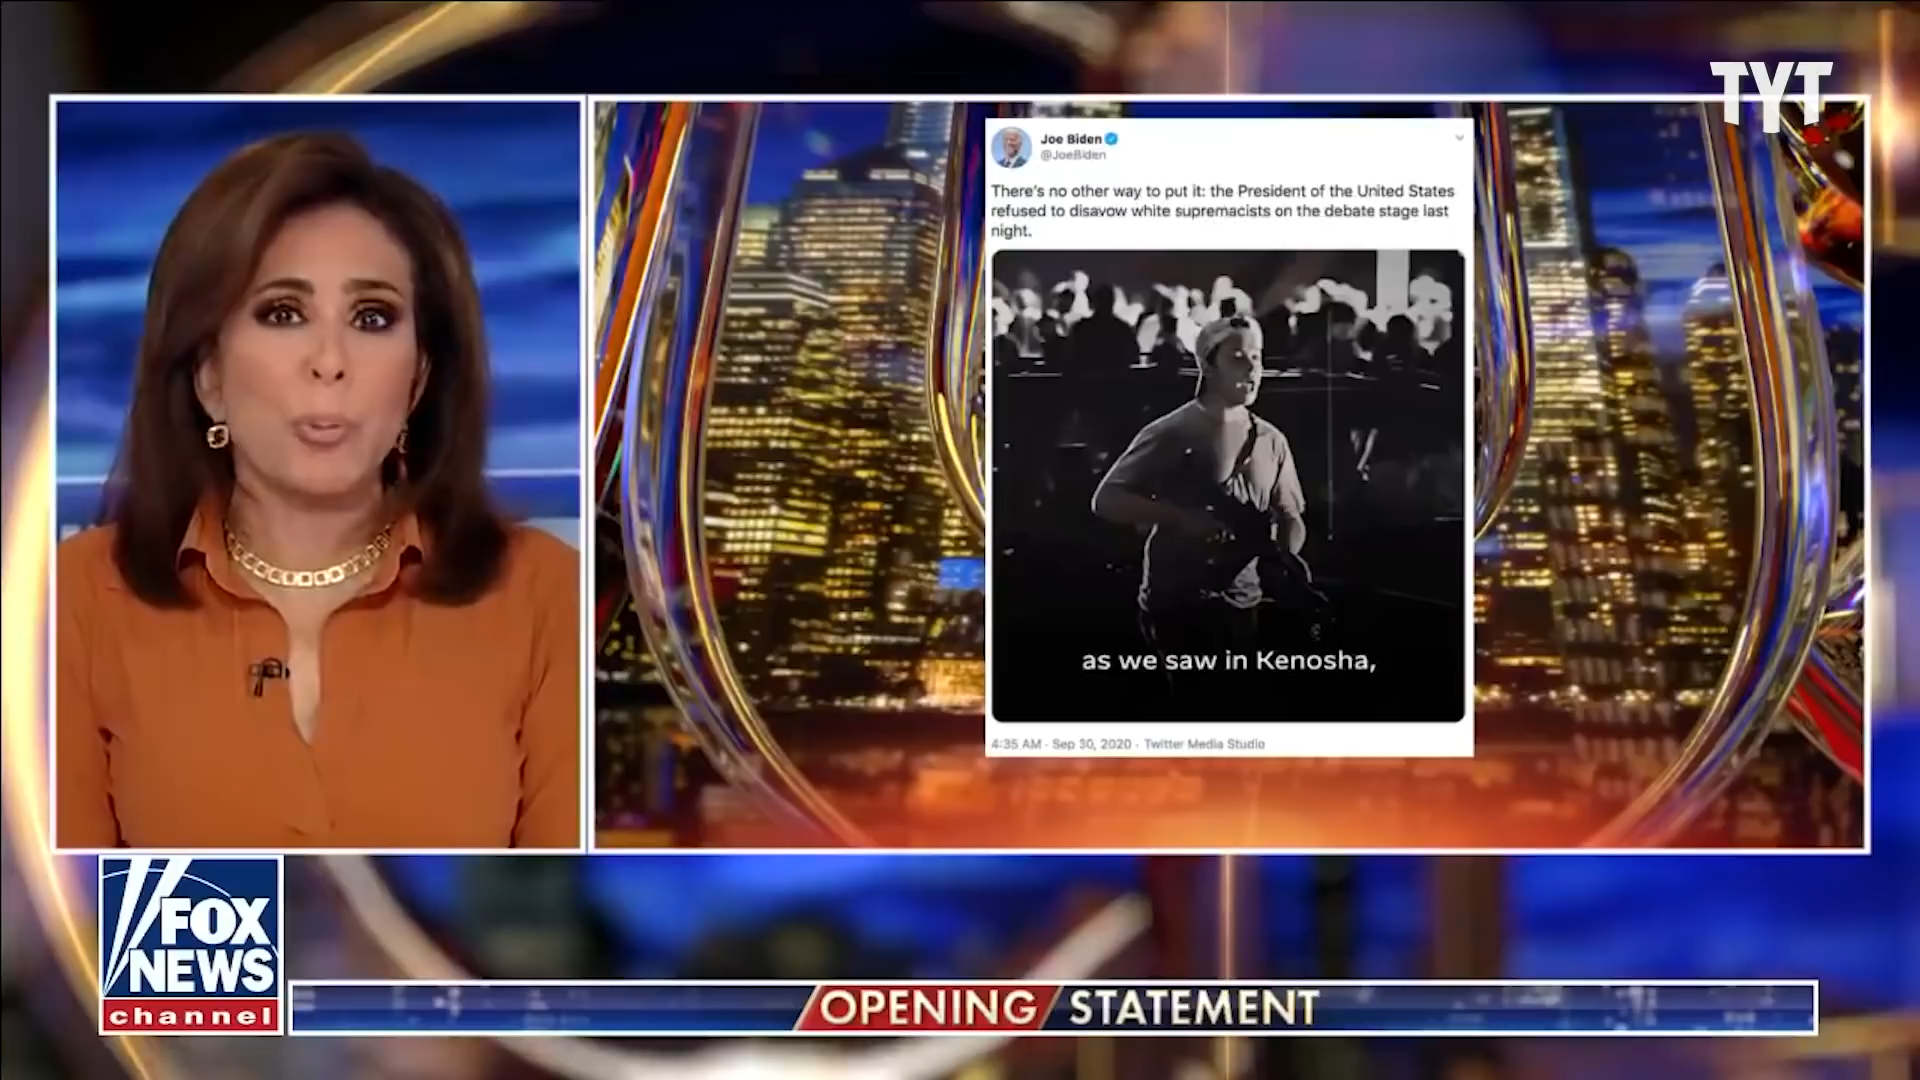 TYT
Joe Biden
@JoeBiden
There's no other way to put it: the President of the United States
refused to disavow white supremacists on the debate stage last
night.
as we saw in Kenosha,
4:35 AM · Sep 30, 2020 · Twitter Media Studio
FOX
NEWS
channel
OPENING STATEMENT